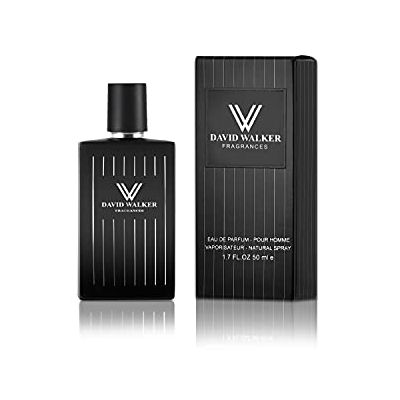 W
DAVID WALKER
FRAGRANCES
W
DAVID WALKER
FRAGRANCES
EAU DE PARFUM - POUR HOMME
VAPORISATEUR - NATURAL SPRAY
1.7 FL.OZ 50 ml e